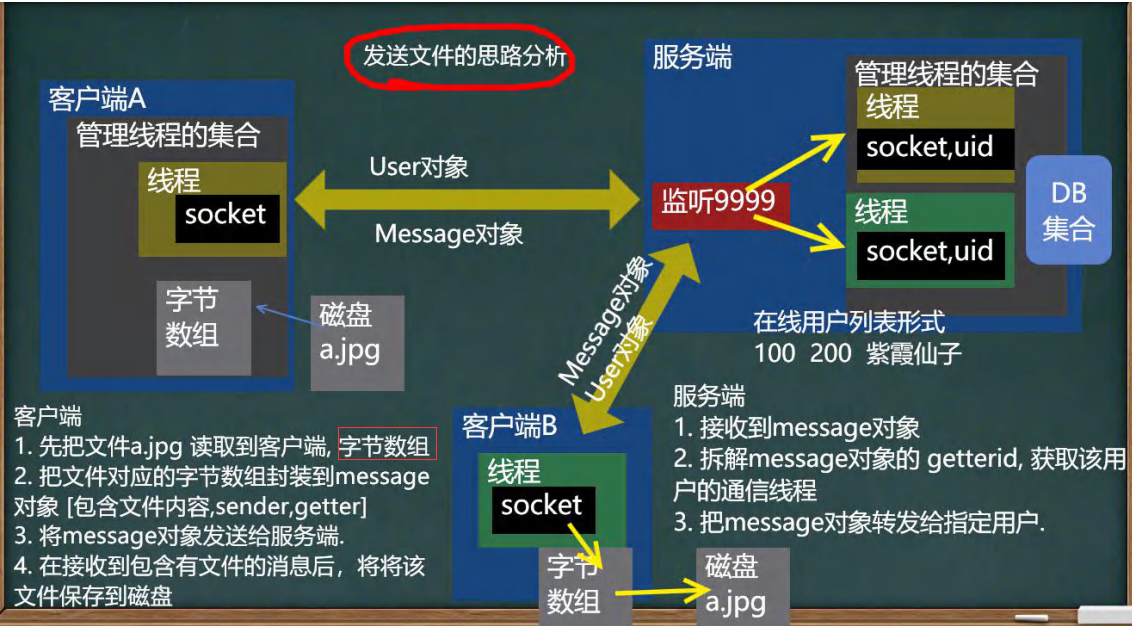 发送文件的思路分析
客户端A
管理线程的集合
线程
socket
字节
数组
磁盘
a.jpg
User对象
Message对象
服务端
监听9999
管理线程的集合
线程
socket,uid
线程
socket,uid
DB
集合
在线用户列表形式
100 200 紫霞仙子
Message对象
User对象
客户端
1. 先把文件a.jpg 读取到客户端, 字节数组
2. 把文件对应的字节数组封装到message
对象 [包含文件内容,sender,getter]
3. 将message对象发送给服务端.
4. 在接收到包含有文件的消息后，将将该
文件保存到磁盘
客户端B
线程
socket
字节
数组
磁盘
a.jpg
服务端
1. 接收到message对象
2. 拆解message对象的 getterid, 获取该用
户的通信线程
3. 把message对象转发给指定用户.